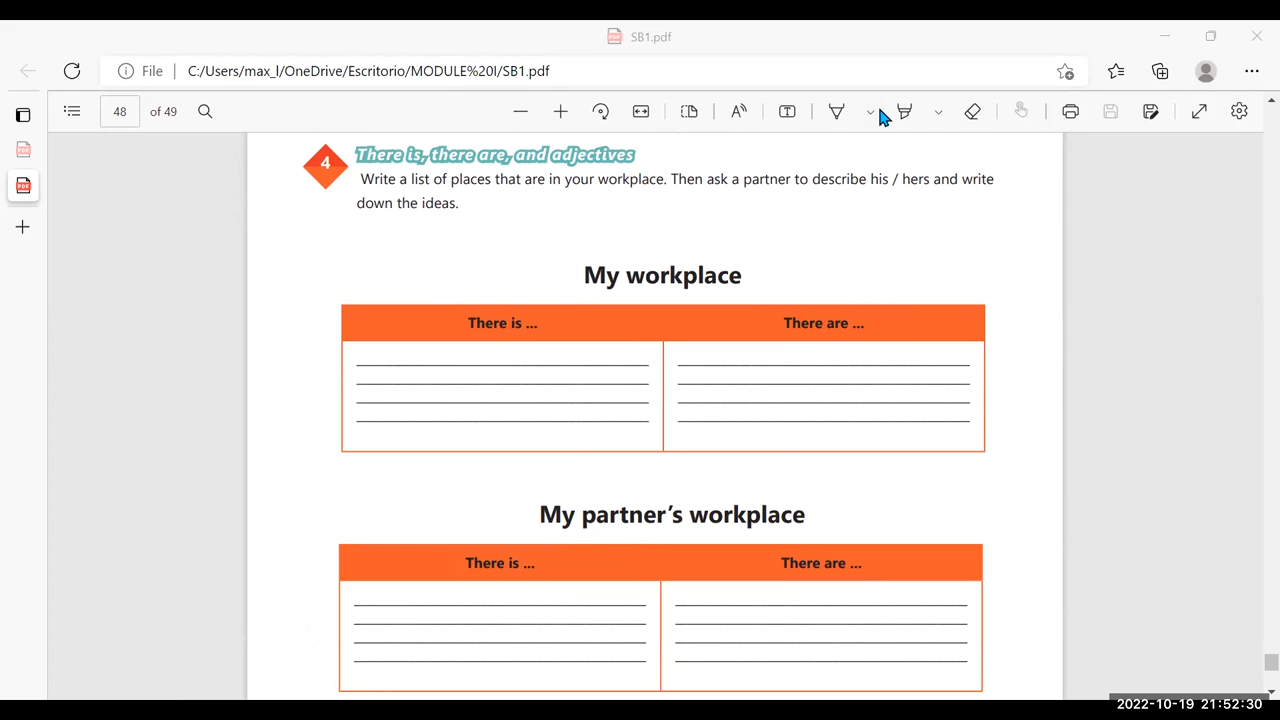 SB1.pdf
File
C:/Users/max_l/OneDrive/Escritorio/MODULE%20I/SB1.pdf
48 of 49
4
There is, there are, and adjectives
Write a list of places that are in your workplace. Then ask a partner to describe his / hers and write
down the ideas.
My workplace
There is ... There are ...
My partner’s workplace
There is ... There are ...
2022-10-19 21:52:30